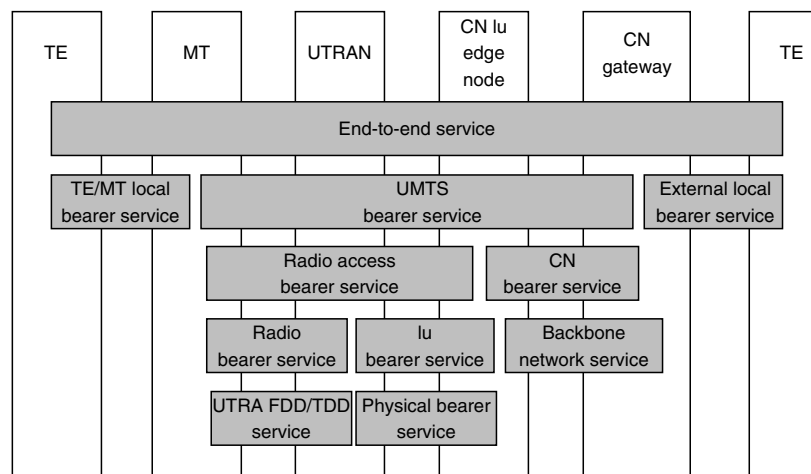 TE
MT
UTRAN
CN lu
edge
node
CN
gateway
TE
End-to-end service
TE/MT local
bearer service
UMTS
bearer service
External local
bearer service
Radio access
bearer service
CN
bearer service
Radio
bearer service
lu
bearer service
Backbone
network service
UTRA FDD/TDD
service
Physical bearer
service